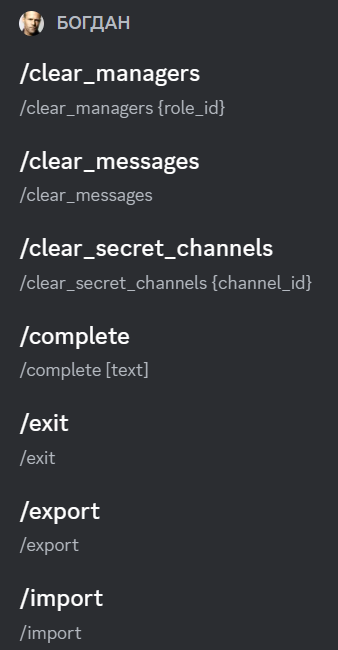 БОГДАН
/clear_managers
/clear_managers {role_id}
/clear_messages
/clear_messages
/clear_secret_channels
/clear_secret_channels {channel_id}
/complete
/complete [text]
/exit
/exit
/export
/export
/import
/import